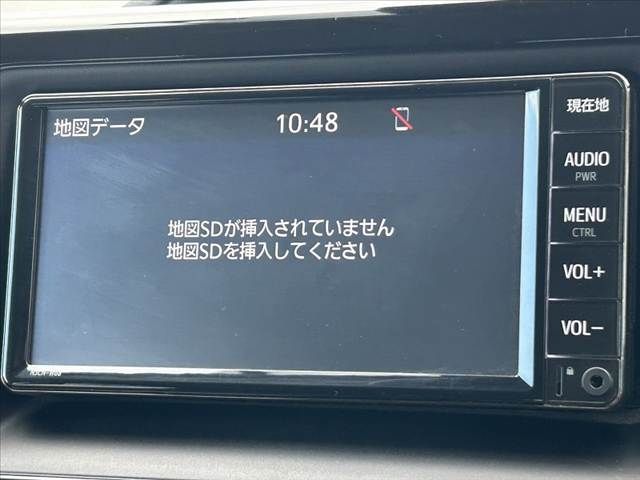 地図データ
10:48
地図SDが挿入されていません
地図SDを挿入してください
現在地
AUDIO
PWR
MENU
CTRL
VOL+
VOL-